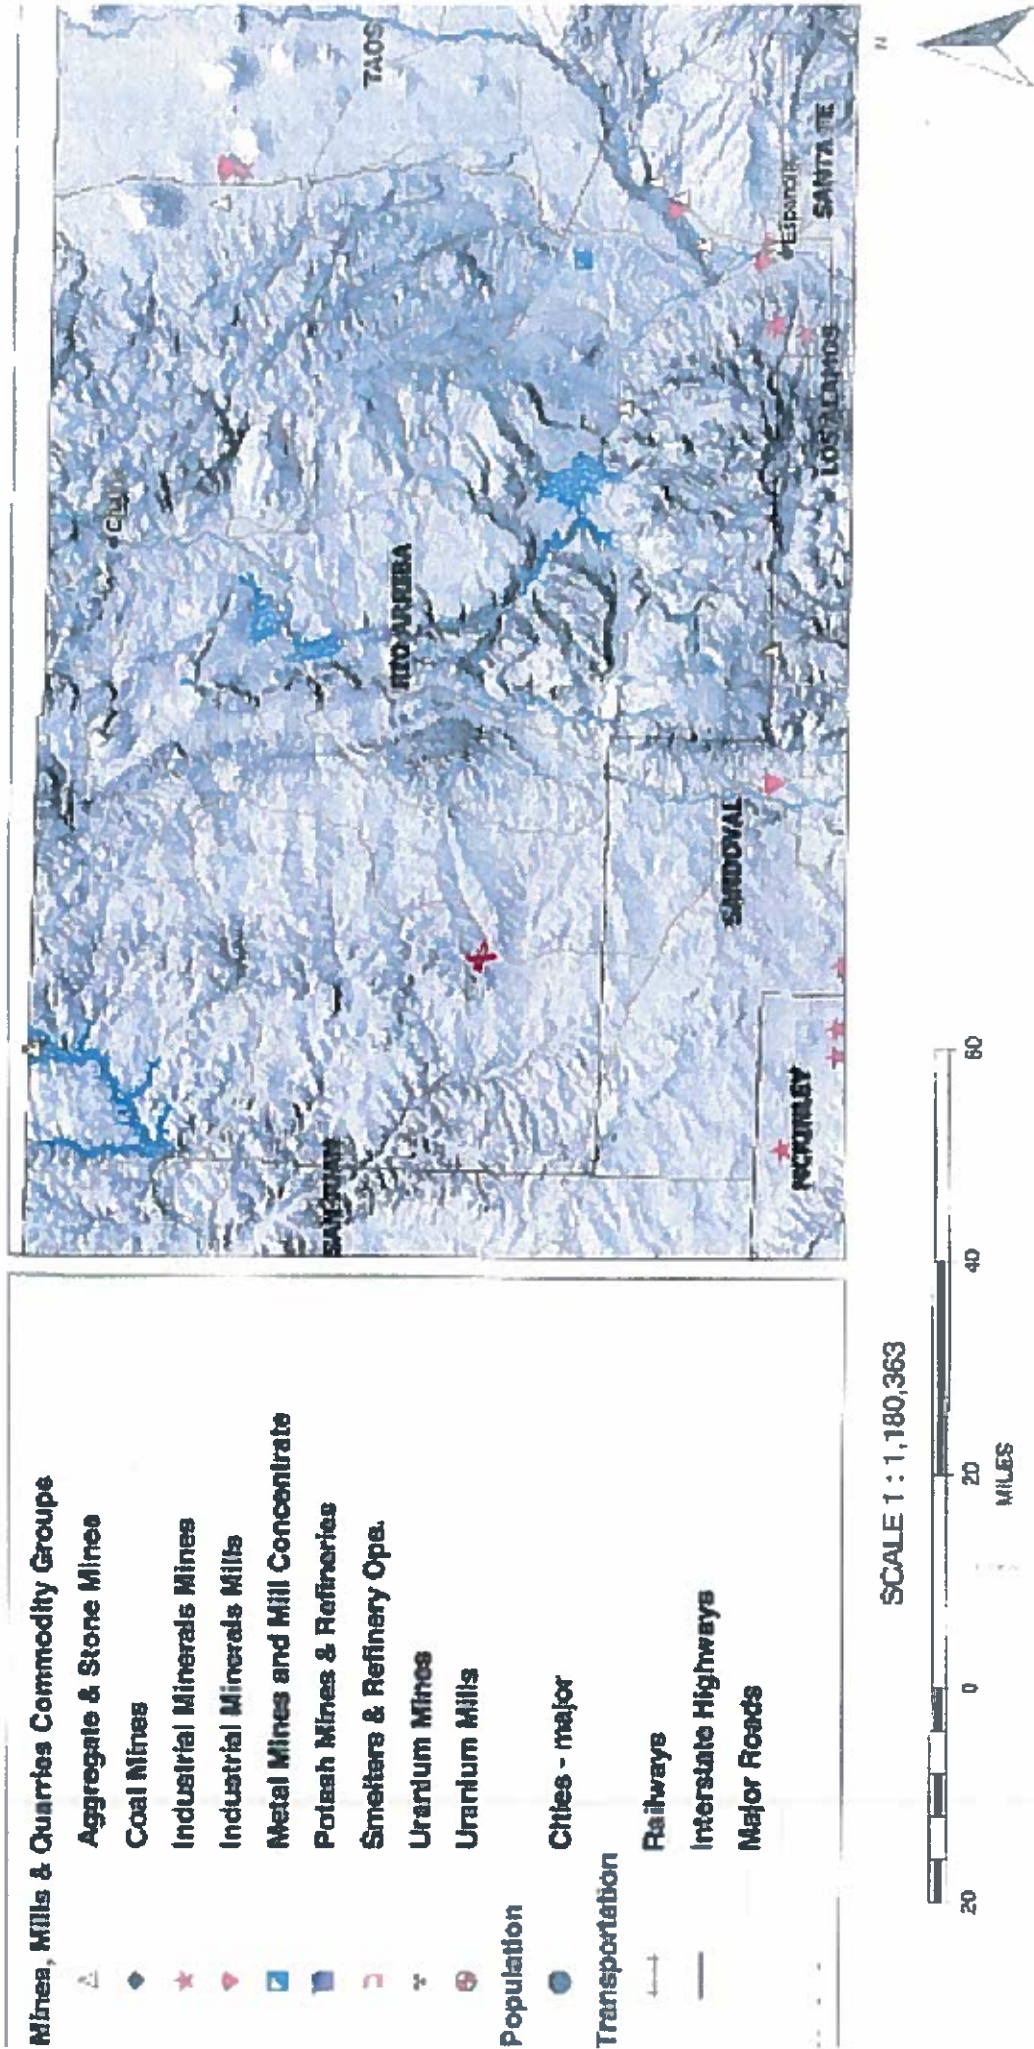 Mines, Mills & Quarries Commodity Groups
Aggregate & Stone Mines
Coal Mines
Industrial Minerals Mines
Industrial Minerals Mills
Metal Mines and Mill Concentrate
Potash Mines & Refineries
Smelters & Refinery Ops.
Uranium Mines
Uranium Mills
Population
Cities - major
Transportation
Railways
Interstate Highways
Major Roads
SAN JUAN
RIO ARRIBA
TAOS
MCKINLEY
SANDOVAL
LOS ALAMOS
SANTA FE
N
SCALE 1 : 1,180,363
20
0
20
40
60
MILES